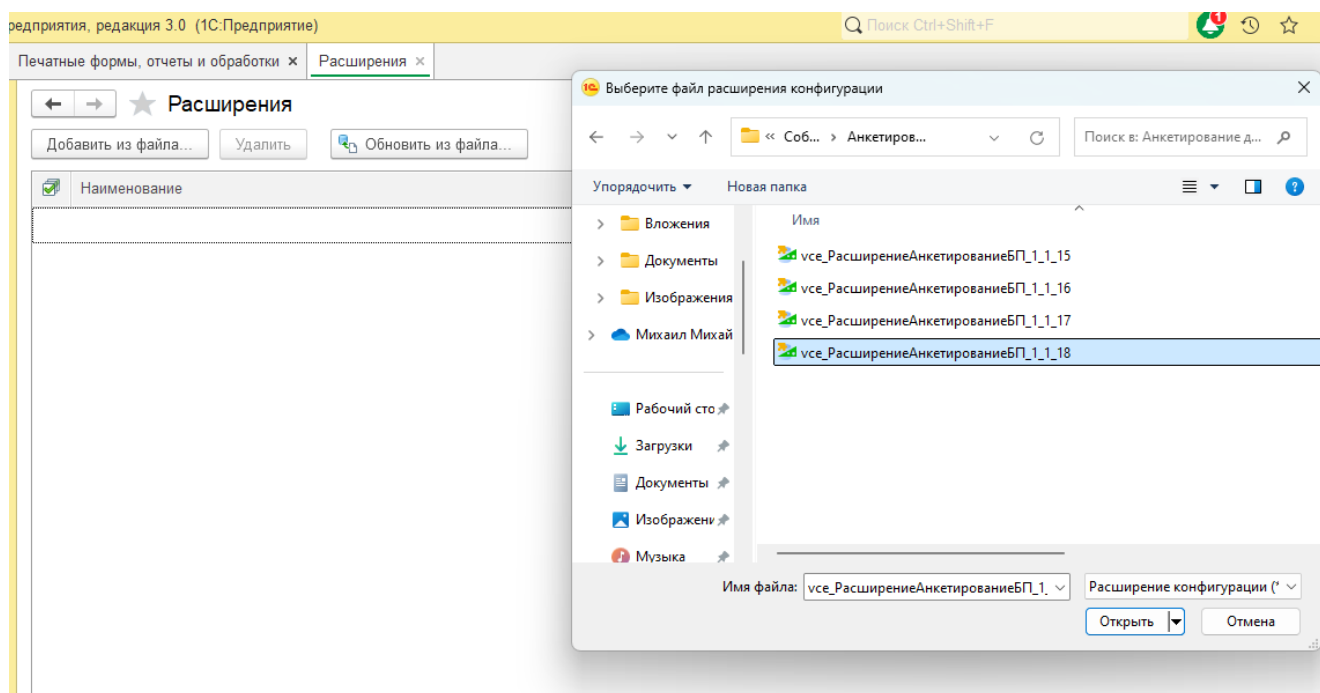 редприятия, редакция 3.0 (1С:Предприятие)
Поиск Ctrl+Shift+F
1
Печатные формы, отчеты и обработки ×
Расширения ×
Расширения
Добавить из файла...
Удалить
Обновить из файла...
Наименование
1С
Выберите файл расширения конфигурации
« Соб... › Анкетиров...
Поиск в: Анкетирование д...
Упорядочить
Новая папка
Имя
Вложения
Документы
Изображения
Михаил Михай
Рабочий сто
Загрузки
Документы
Изображени
Музыка
vce_РасширениеАнкетированиеБП_1_1_15
vce_РасширениеАнкетированиеБП_1_1_16
vce_РасширениеАнкетированиеБП_1_1_17
vce_РасширениеАнкетированиеБП_1_1_18
Имя файла: vce_РасширениеАнкетированиеБП_1_
Расширение конфигурации (*
Открыть
Отмена